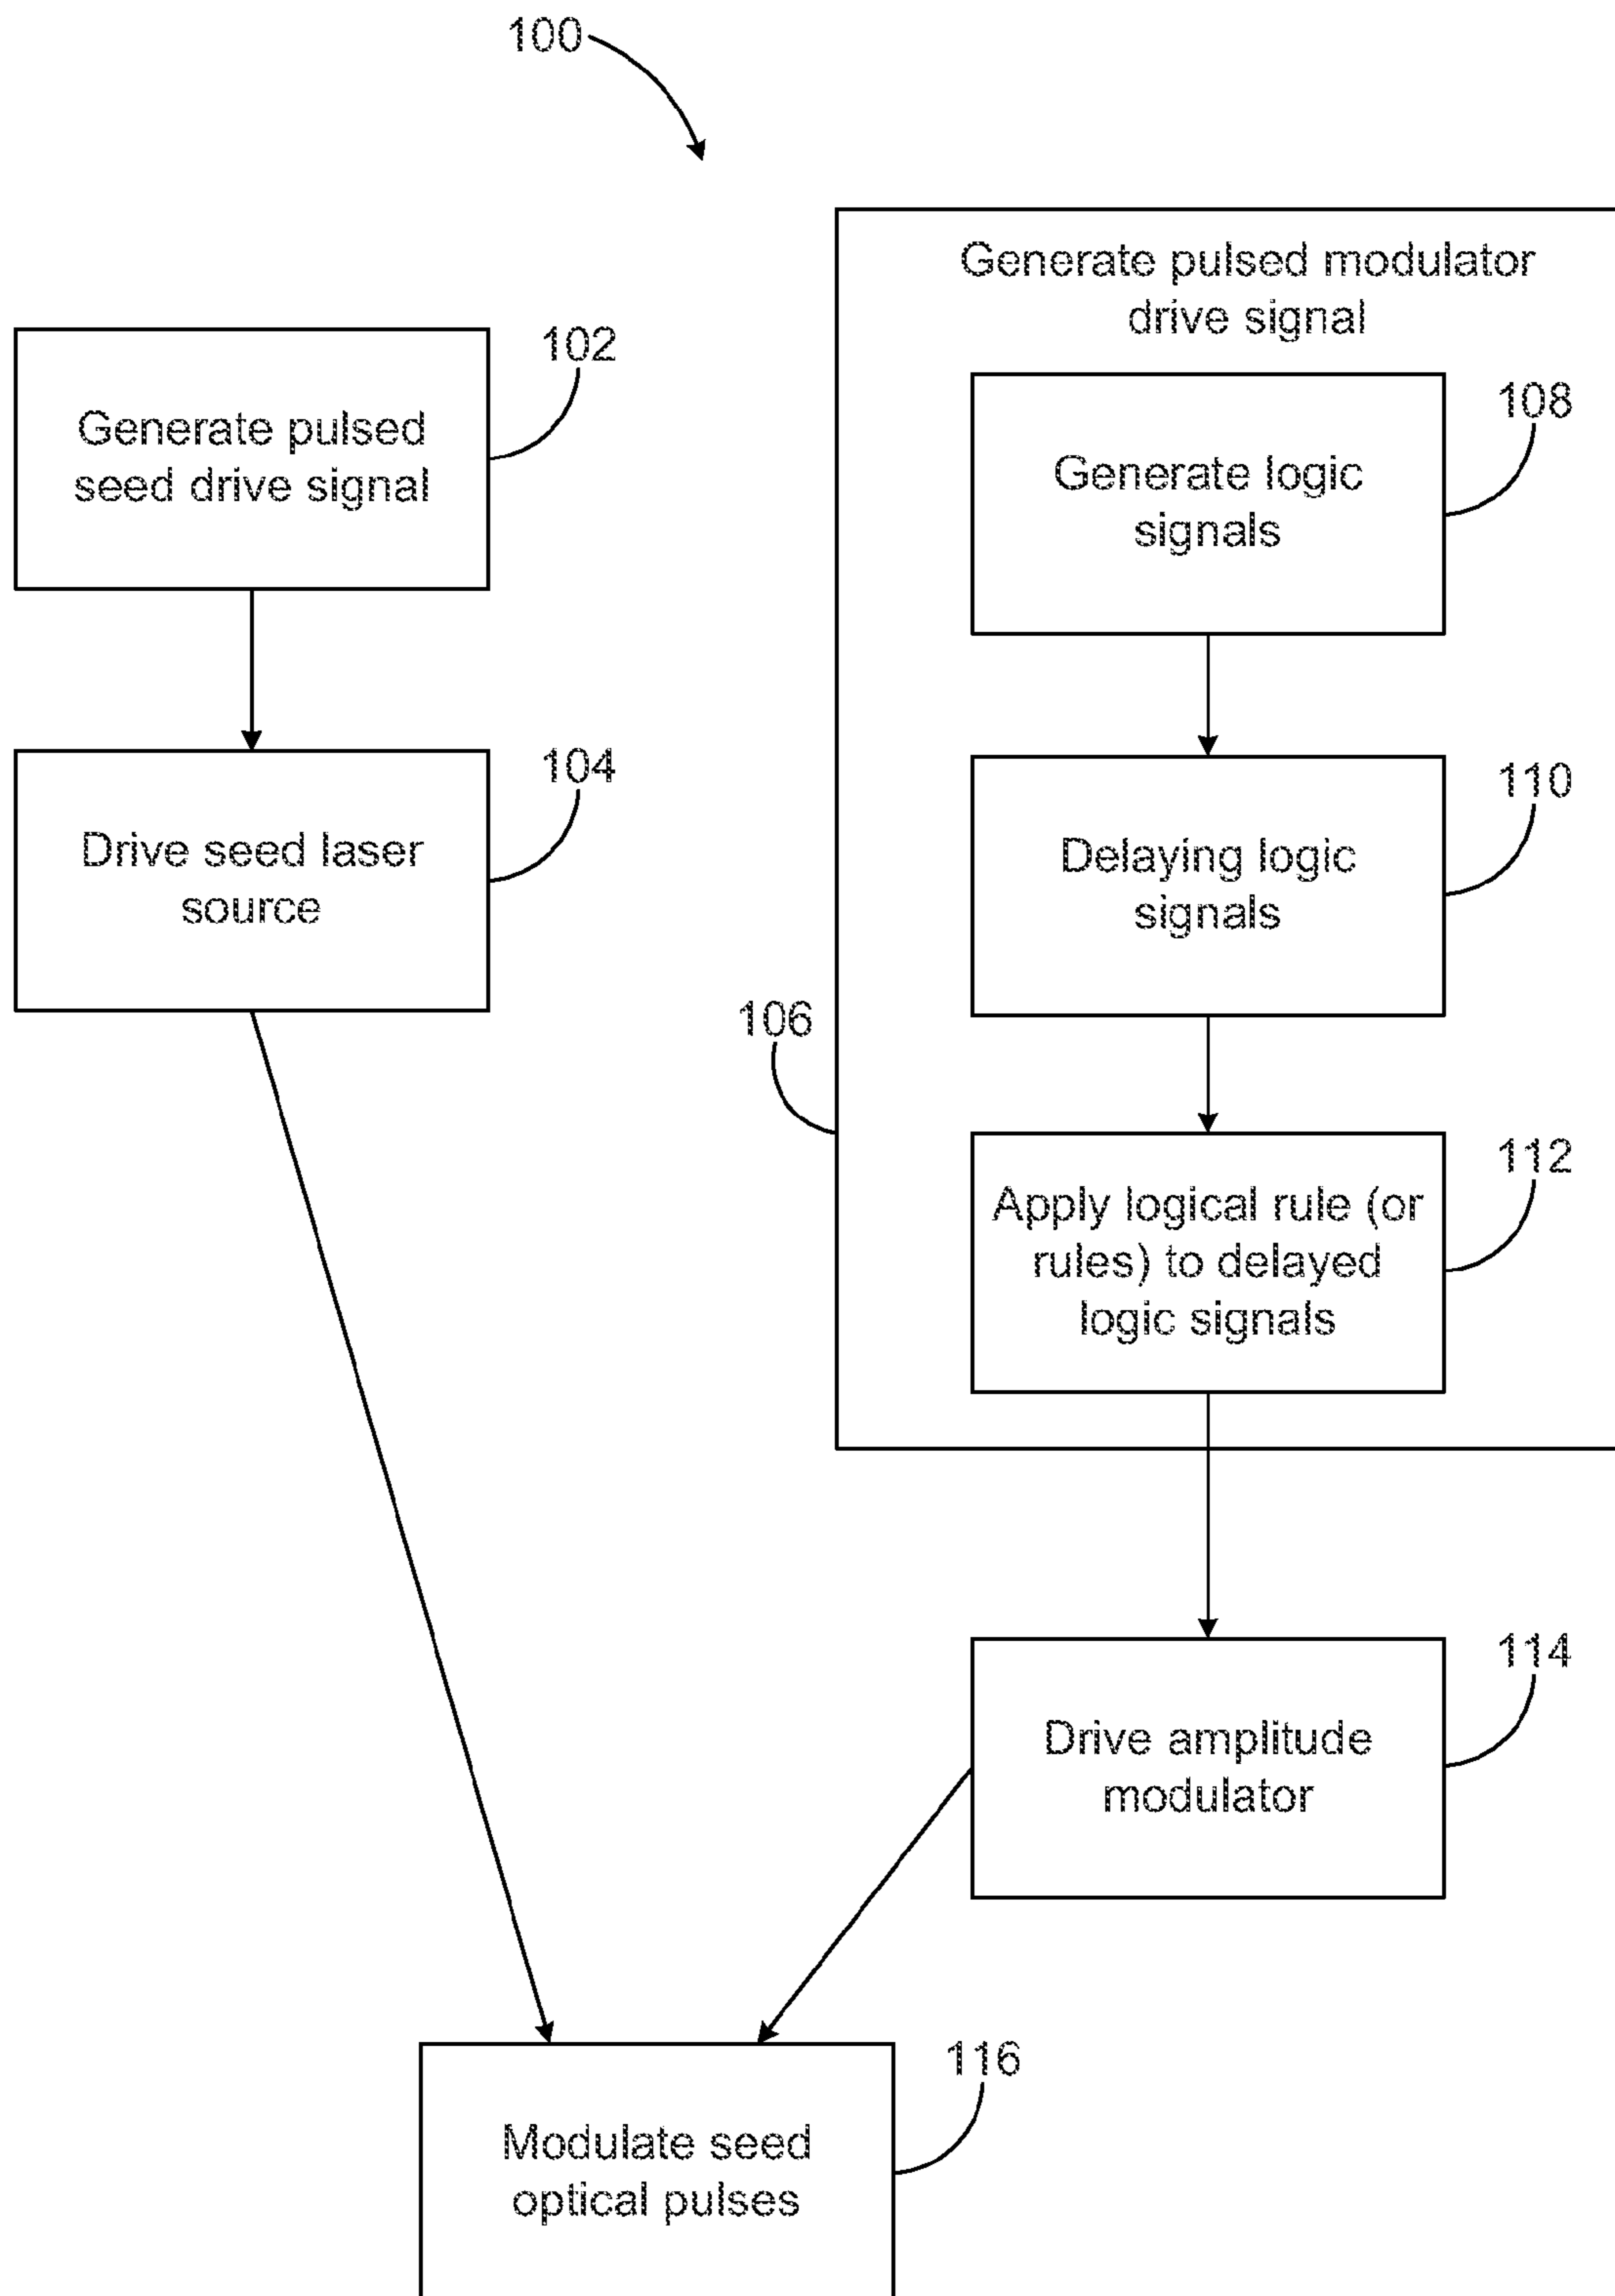 100
Generate pulsed modulator
drive signal
102
Generate pulsed
seed drive signal
108
Generate logic
signals
104
Drive seed laser
source
110
Delaying logic
signals
106
112
Apply logical rule (or
rules) to delayed
logic signals
114
Drive amplitude
modulator
116
Modulate seed
optical pulses